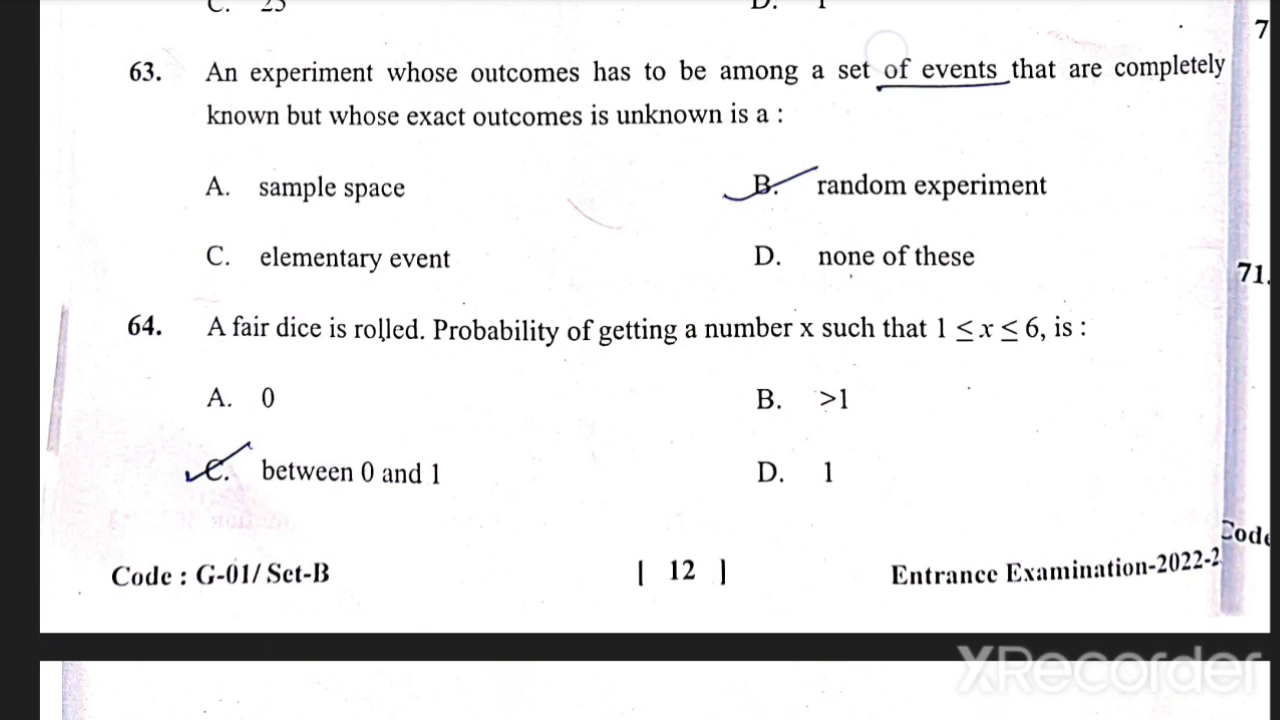 C. 25 D. 1
7
63. An experiment whose outcomes has to be among a set of events that are completely
known but whose exact outcomes is unknown is a :
A. sample space B. random experiment
C. elementary event D. none of these
71.
64. A fair dice is rolled. Probability of getting a number x such that 1 ≤ x ≤ 6, is :
A. 0 B. >1
C. between 0 and 1 D. 1
Code : G-01/ Set-B [ 12 ] Entrance Examination-2022-2
Code
XRecorder